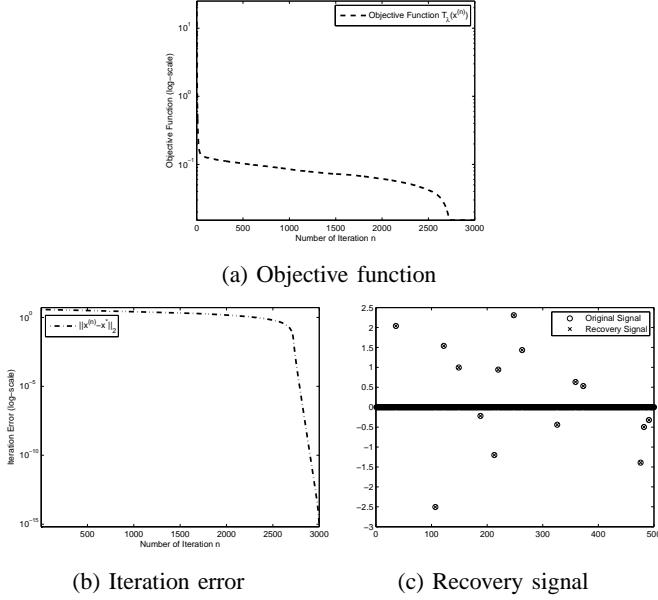 Objective Function T_λ(x^(n))
Objective Function (log-scale)
10^1
10^0
10^-1
0 500 1000 1500 2000 2500 3000
Number of Iteration n
(a) Objective function
||x^(n)-x^*||_2
Iteration Error (log-scale)
10^0
10^-5
10^-10
10^-15
500 1000 1500 2000 2500 3000
Number of Iteration n
(b) Iteration error
Original Signal
Recovery Signal
2.5
2
1.5
1
0.5
0
-0.5
-1
-1.5
-2
-2.5
-3
0 100 200 300 400 500
(c) Recovery signal